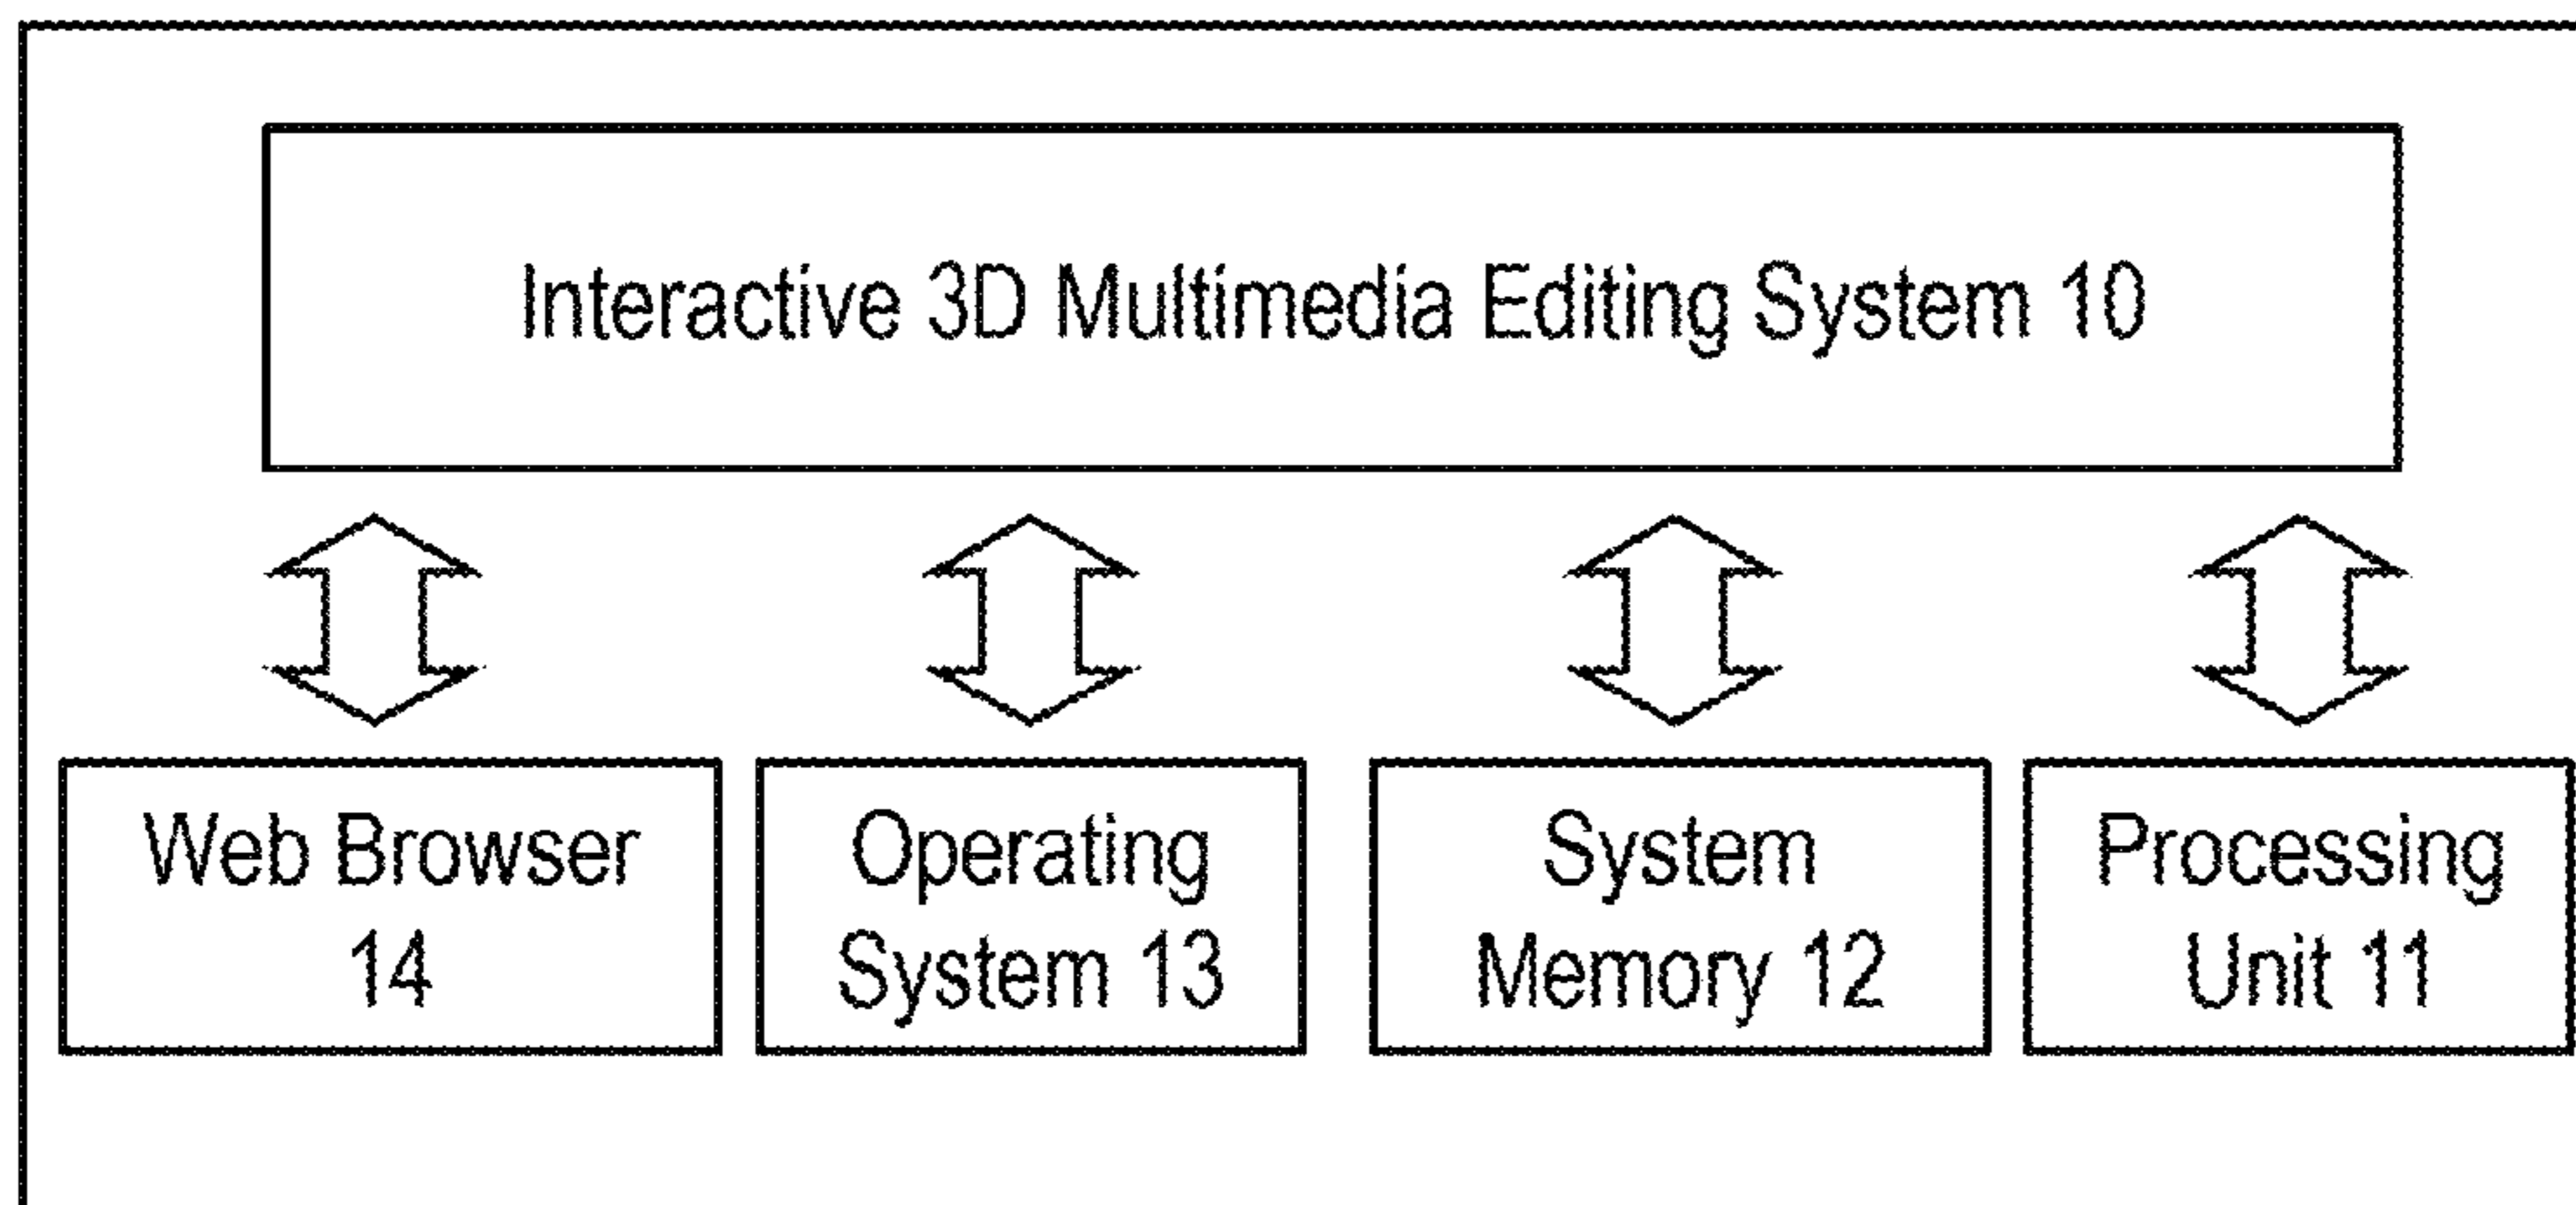 Interactive 3D Multimedia Editing System 10
Web Browser
14
Operating
System 13
System
Memory 12
Processing
Unit 11